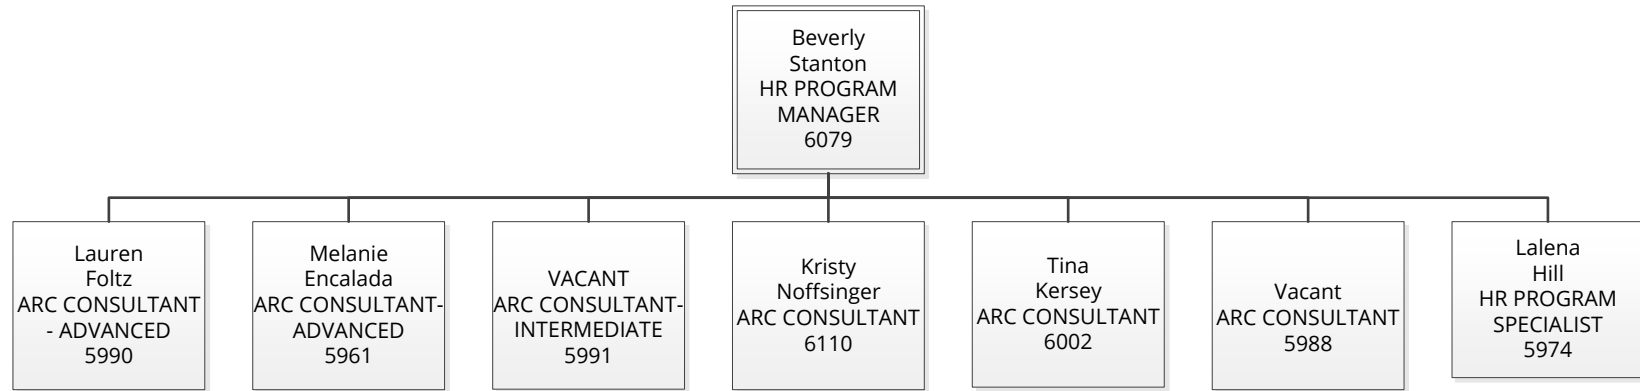 Beverly
Stanton
HR PROGRAM
MANAGER
6079
Lauren
Foltz
ARC CONSULTANT
- ADVANCED
5990
Melanie
Encalada
ARC CONSULTANT-
ADVANCED
5961
VACANT
ARC CONSULTANT-
INTERMEDIATE
5991
Kristy
Noffsinger
ARC CONSULTANT
6110
Tina
Kersey
ARC CONSULTANT
6002
Vacant
ARC CONSULTANT
5988
Lalena
Hill
HR PROGRAM
SPECIALIST
5974